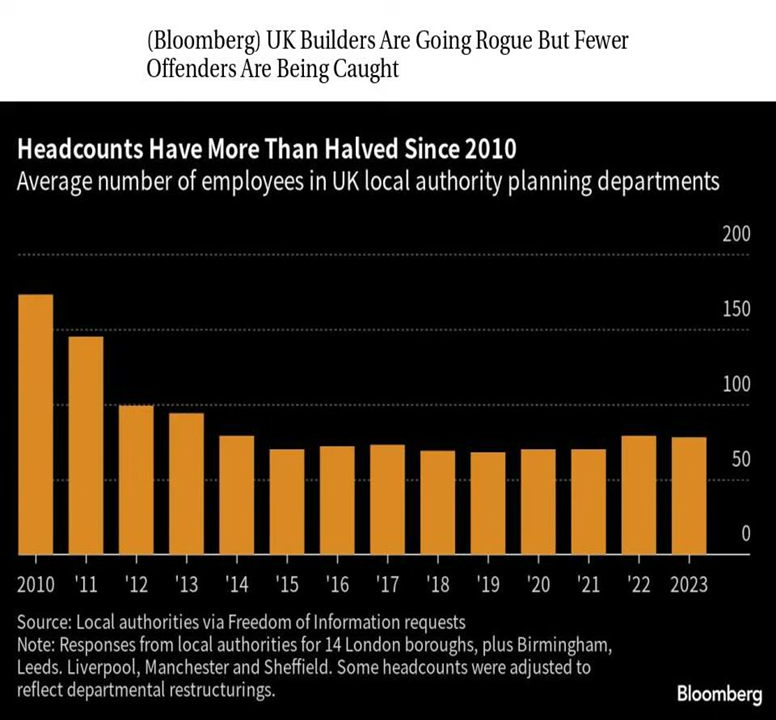 (Bloomberg) UK Builders Are Going Rogue But Fewer
Offenders Are Being Caught
Headcounts Have More Than Halved Since 2010
Average number of employees in UK local authority planning departments
200
150
100
50
0
2010 '11 '12 '13 '14 '15 '16 '17 '18 '19 '20 '21 '22 2023
Source: Local authorities via Freedom of Information requests
Note: Responses from local authorities for 14 London boroughs, plus Birmingham,
Leeds. Liverpool, Manchester and Sheffield. Some headcounts were adjusted to
reflect departmental restructurings.
Bloomberg